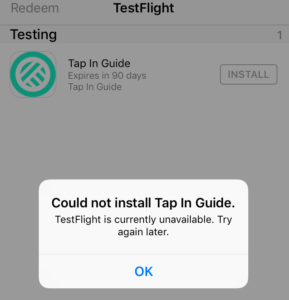 Redeem TestFlight
Testing 1
Tap In Guide
Expires in 90 days
Tap In Guide
INSTALL
Could not install Tap In Guide.
TestFlight is currently unavailable. Try
again later.
OK